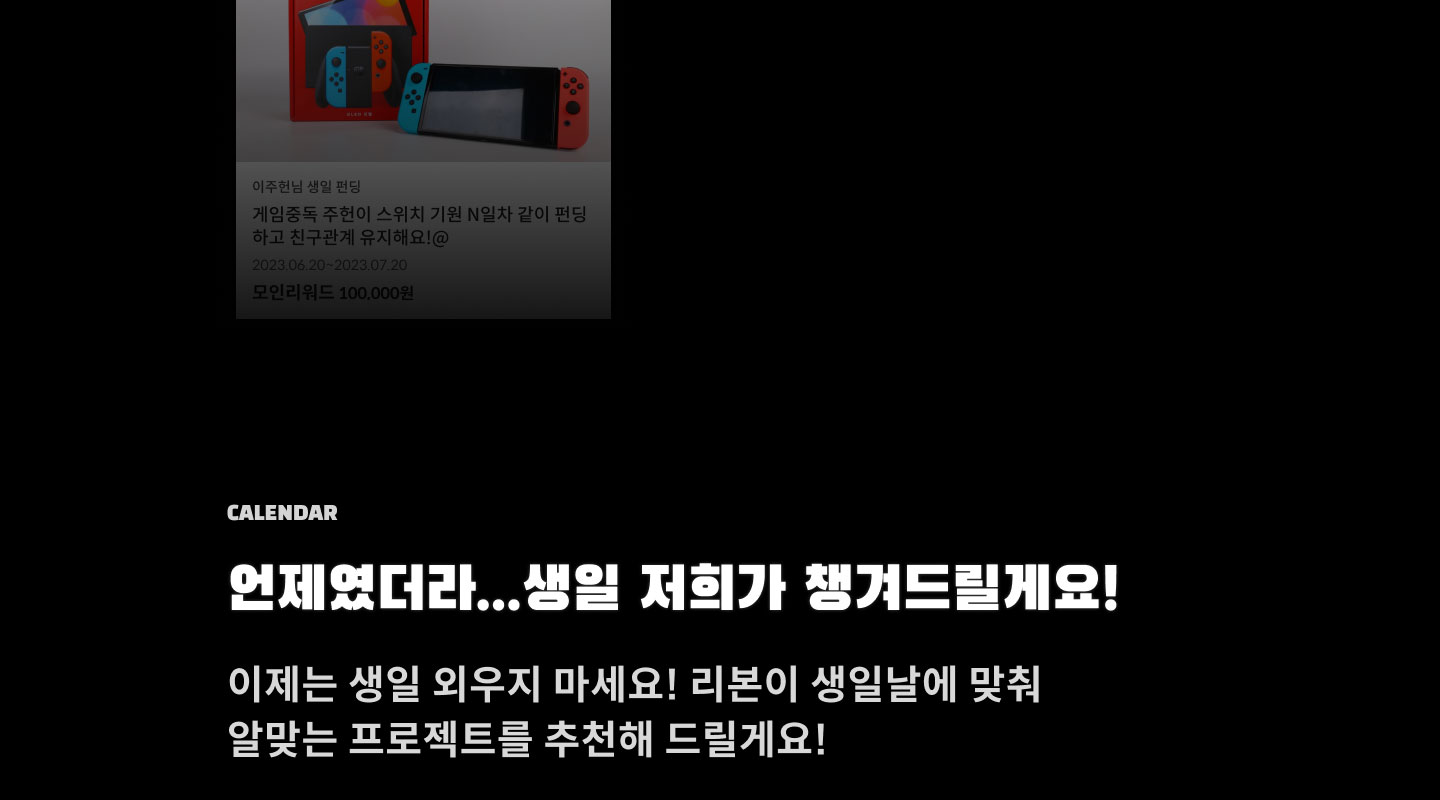 이주헌님 생일 펀딩
게임중독 주헌이 스위치 기원 N일차 같이 펀딩
하고 친구관계 유지해요!@
2023.06.20~2023.07.20
모인리워드 100.000원
CALENDAR
언제였더라...생일 저희가 챙겨드릴게요!
이제는 생일 외우지 마세요! 리본이 생일날에 맞춰
알맞는 프로젝트를 추천해 드릴게요!